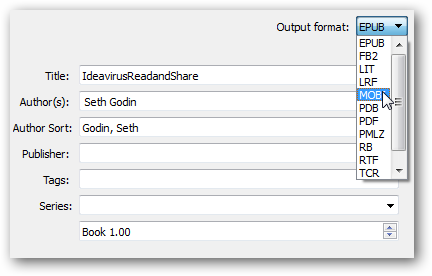 Output format: EPUB
EPUB
FB2
LIT
LRF
MOBI
PDB
PDF
PMLZ
RB
RTF
TCR
Title: IdeavirusReadandShare
Author(s): Seth Godin
Author Sort: Godin, Seth
Publisher:
Tags:
Series:
Book 1.00